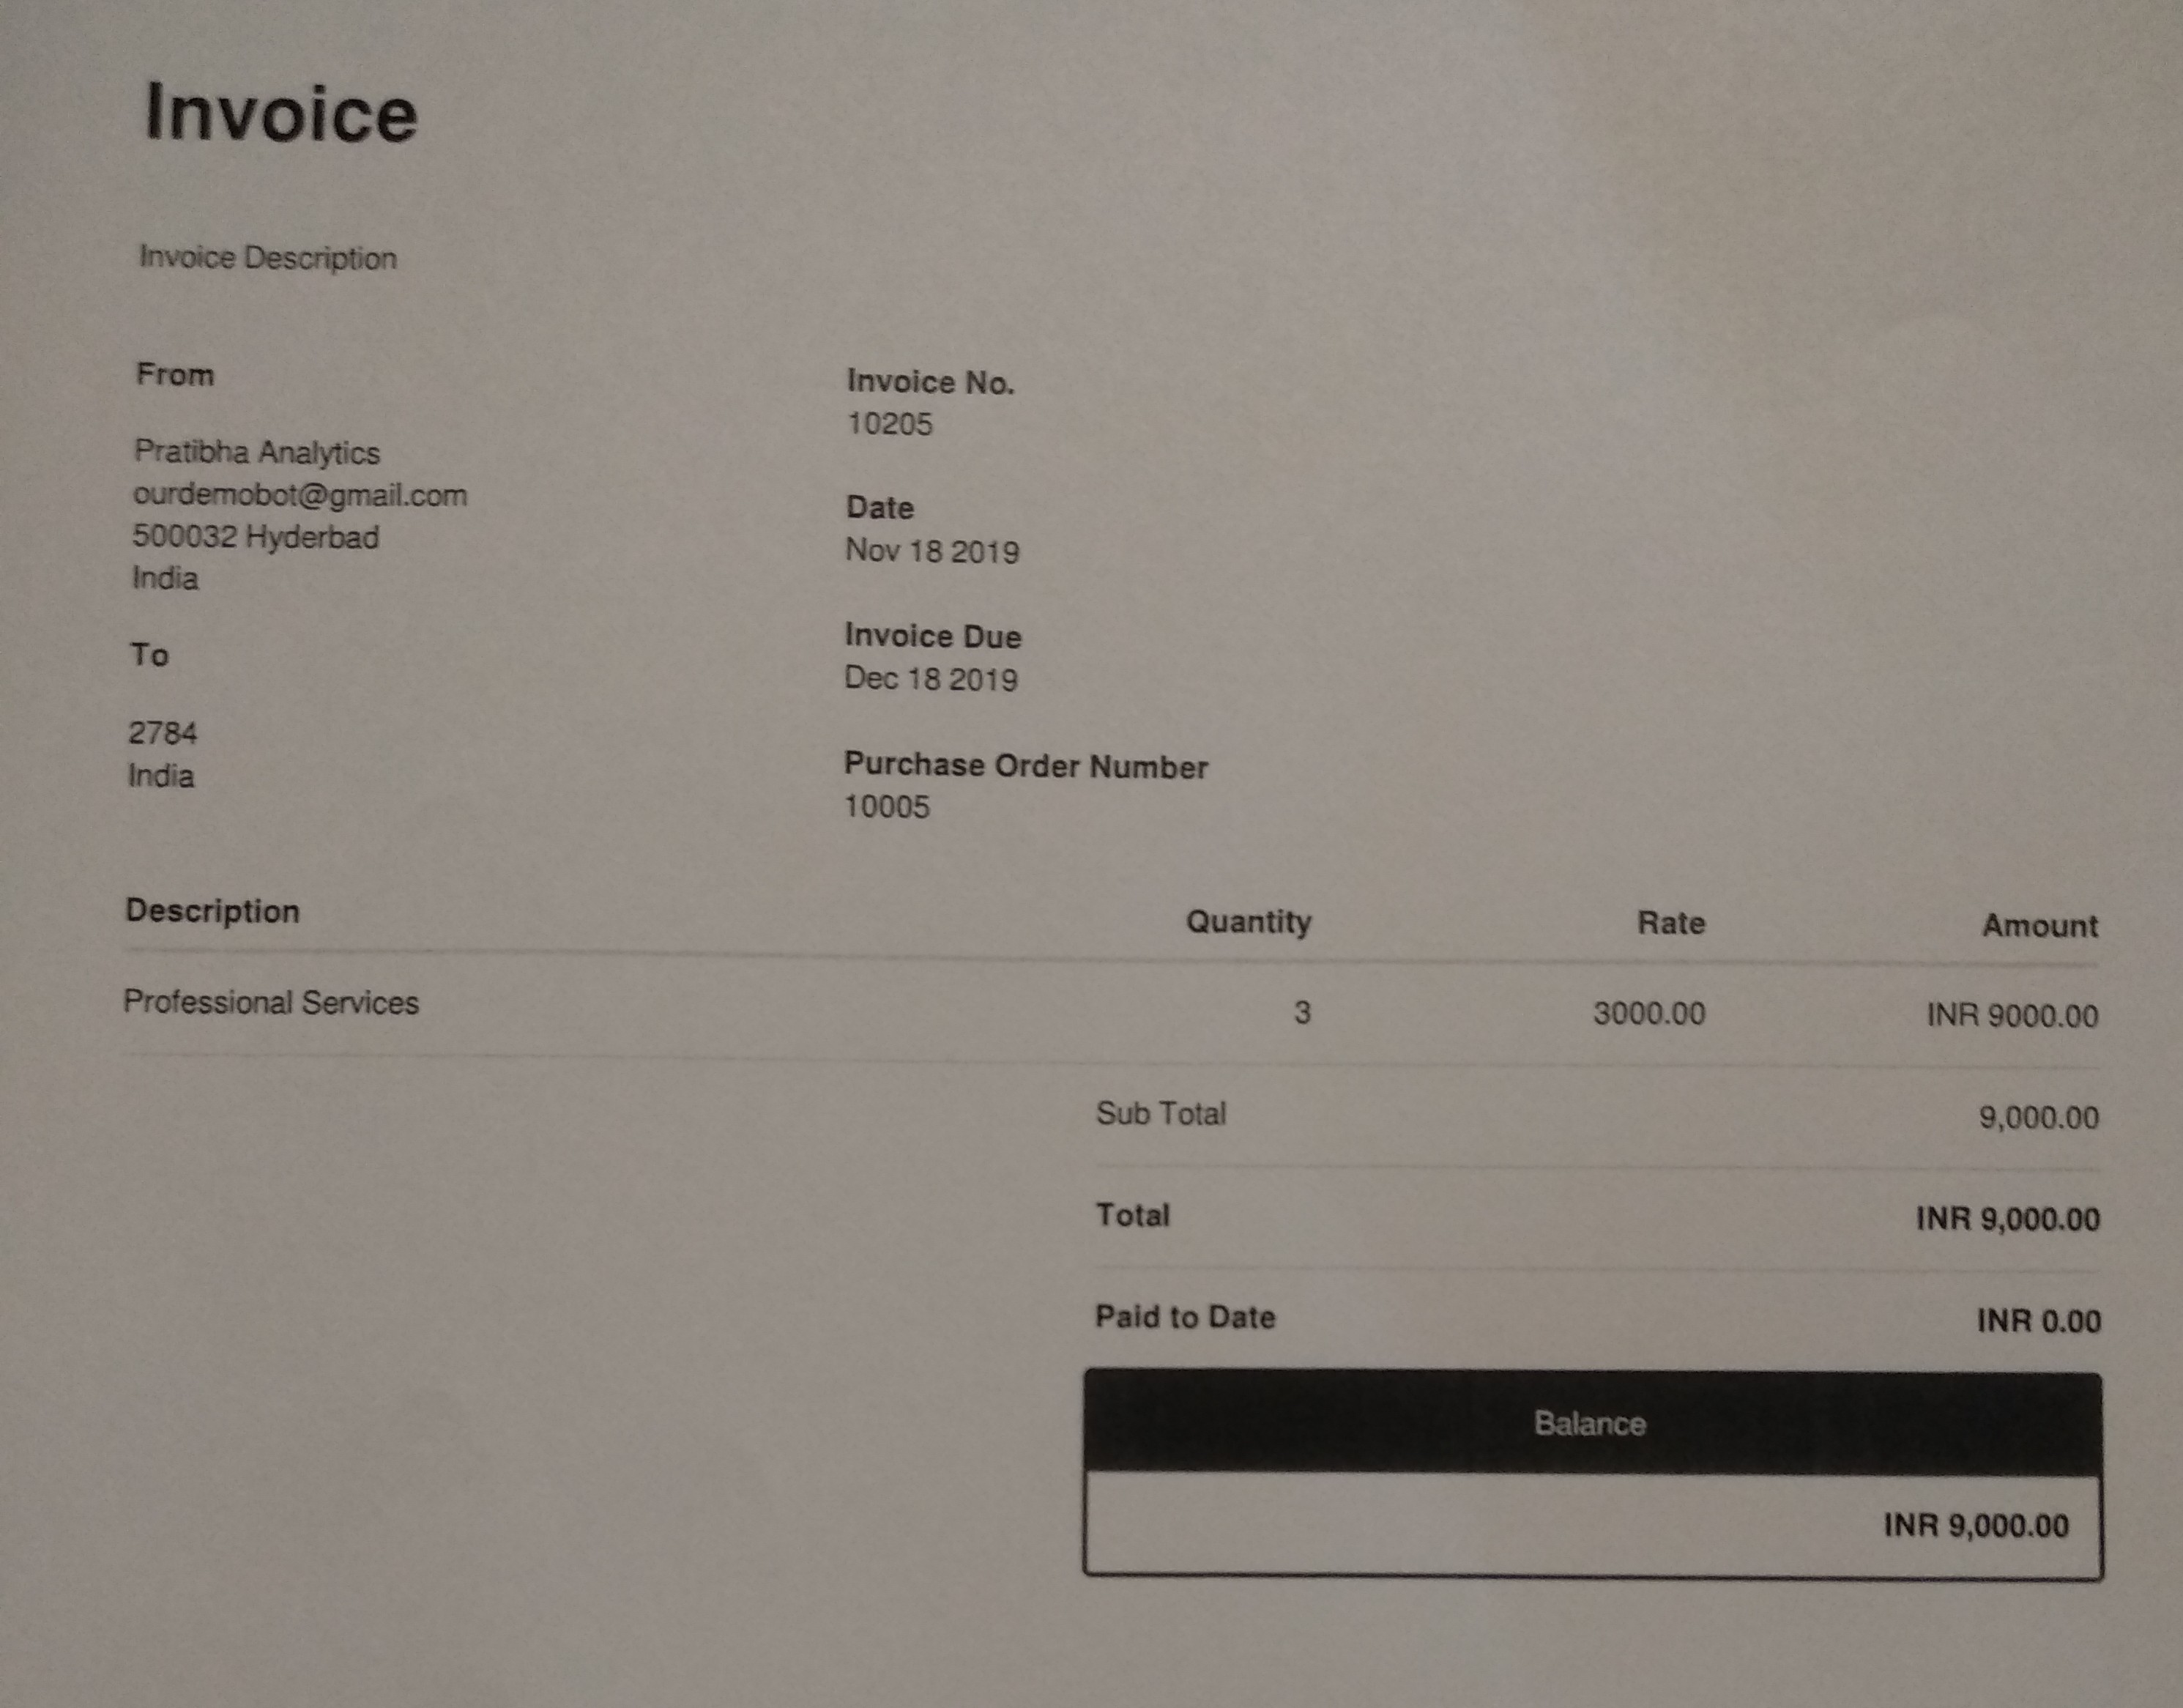 Invoice
Invoice Description
From
Pratibha Analytics
ourdemobot@gmail.com
500032 Hyderbad
India
To
2784
India
Invoice No.
10205
Date
Nov 18 2019
Invoice Due
Dec 18 2019
Purchase Order Number
10005
Description Quantity Rate Amount
Professional Services 3 3000.00 INR 9000.00
Sub Total 9,000.00
Total INR 9,000.00
Paid to Date INR 0.00
Balance
INR 9,000.00